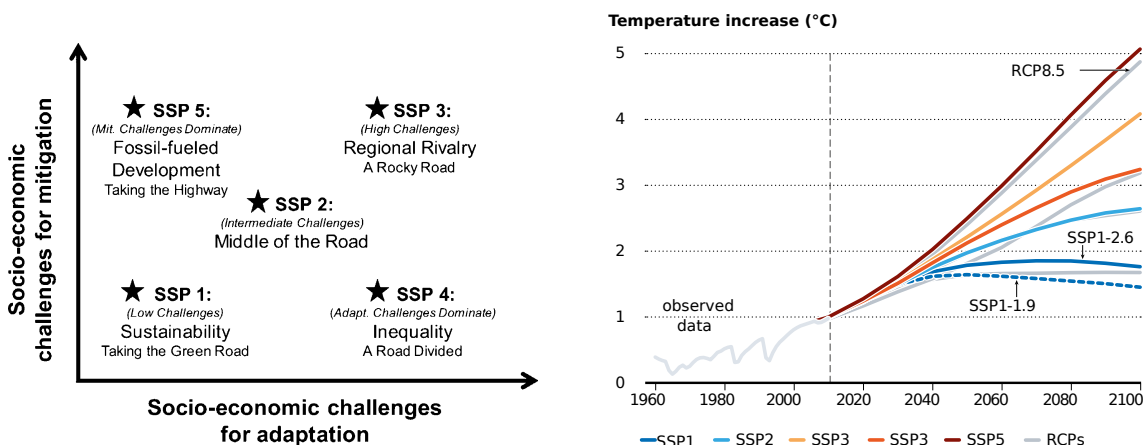 Socio-economic
challenges for mitigation
SSP 5:
(Mit. Challenges Dominate)
Fossil-fueled
Development
Taking the Highway
SSP 3:
(High Challenges)
Regional Rivalry
A Rocky Road
SSP 2:
(Intermediate Challenges)
Middle of the Road
SSP 1:
(Low Challenges)
Sustainability
Taking the Green Road
SSP 4:
(Adapt. Challenges Dominate)
Inequality
A Road Divided
Socio-economic challenges
for adaptation
Temperature increase (°C)
5
4
3
2
1
0
RCP8.5
SSP1-2.6
SSP1-1.9
observed
data
1960 1980 2000 2020 2040 2060 2080 2100
SSP1 SSP2 SSP3 SSP3 SSP5 RCPs